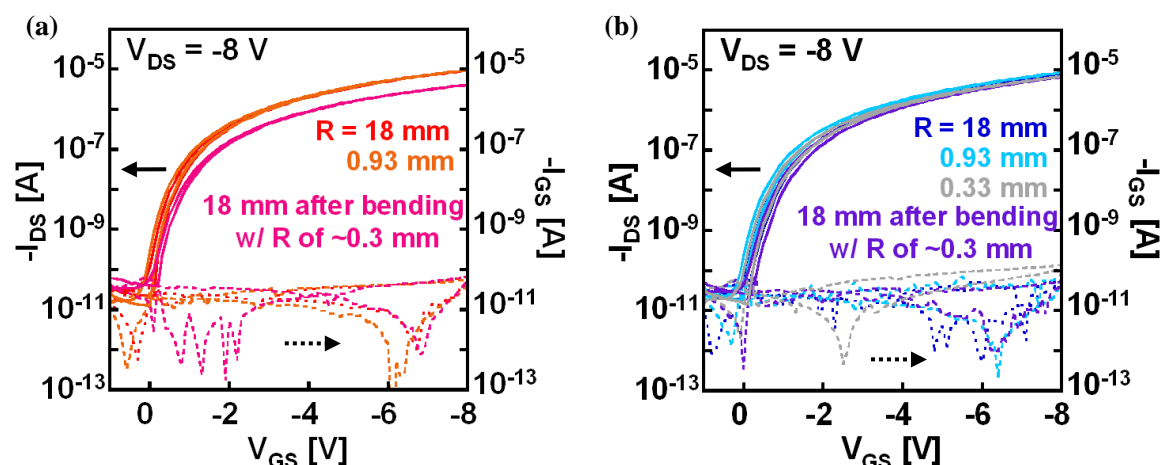 (a)
V_DS = -8 V
10^-5
10^-7
10^-9
10^-11
10^-13
-I_DS [A]
R = 18 mm
0.93 mm
18 mm after bending
w/ R of ~0.3 mm
10^-5
10^-7
10^-9
10^-11
10^-13
-I_GS [A]
0
-2
-4
-6
-8
V_GS [V]
(b)
V_DS = -8 V
10^-5
10^-7
10^-9
10^-11
10^-13
-I_DS [A]
R = 18 mm
0.93 mm
0.33 mm
18 mm after bending
w/ R of ~0.3 mm
10^-5
10^-7
10^-9
10^-11
10^-13
-I_GS [A]
0
-2
-4
-6
-8
V_GS [V]